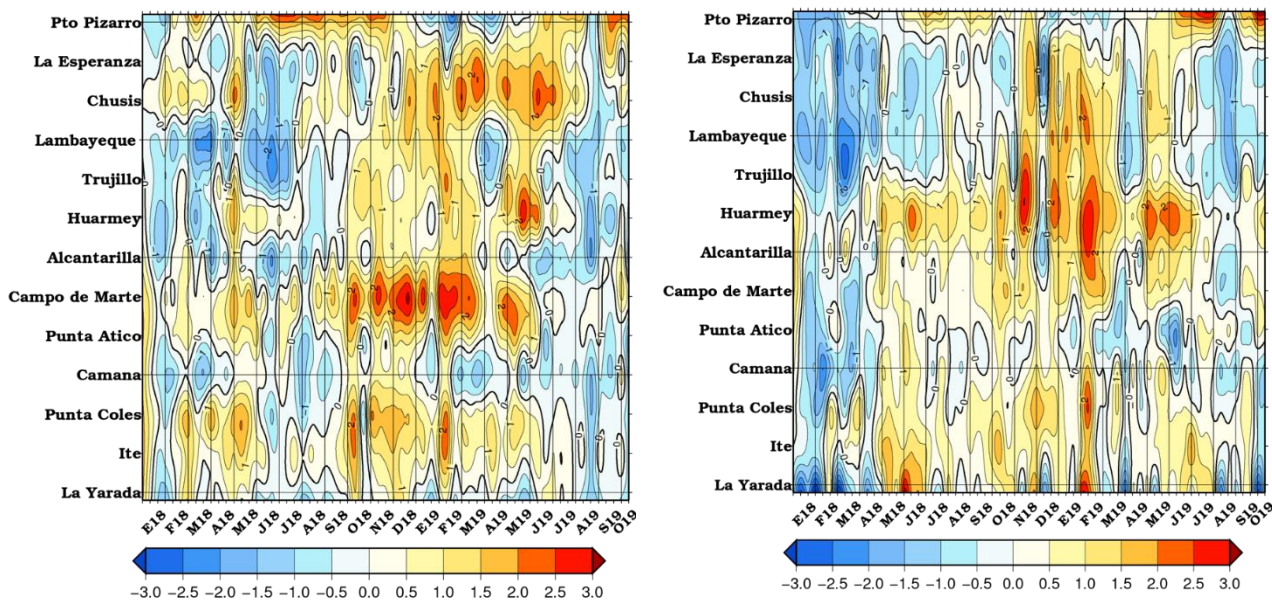 Pto Pizarro
La Esperanza
Chusis
Lambayeque
Trujillo
Huarmey
Alcantarilla
Campo de Marte
Punta Atico
Camana
Punta Coles
Ite
La Yarada
E18 F18 M18 A18 M18 J18 J18 A18 S18 O18 N18 D18 E19 F19 M19 A19 M19 J19 J19 A19 S19 O19
-3.0 -2.5 -2.0 -1.5 -1.0 -0.5 0.0 0.5 1.0 1.5 2.0 2.5 3.0
Pto Pizarro
La Esperanza
Chusis
Lambayeque
Trujillo
Huarmey
Alcantarilla
Campo de Marte
Punta Atico
Camana
Punta Coles
Ite
La Yarada
E18 F18 M18 A18 M18 J18 J18 A18 S18 O18 N18 D18 E19 F19 M19 A19 M19 J19 J19 A19 S19 O19
-3.0 -2.5 -2.0 -1.5 -1.0 -0.5 0.0 0.5 1.0 1.5 2.0 2.5 3.0